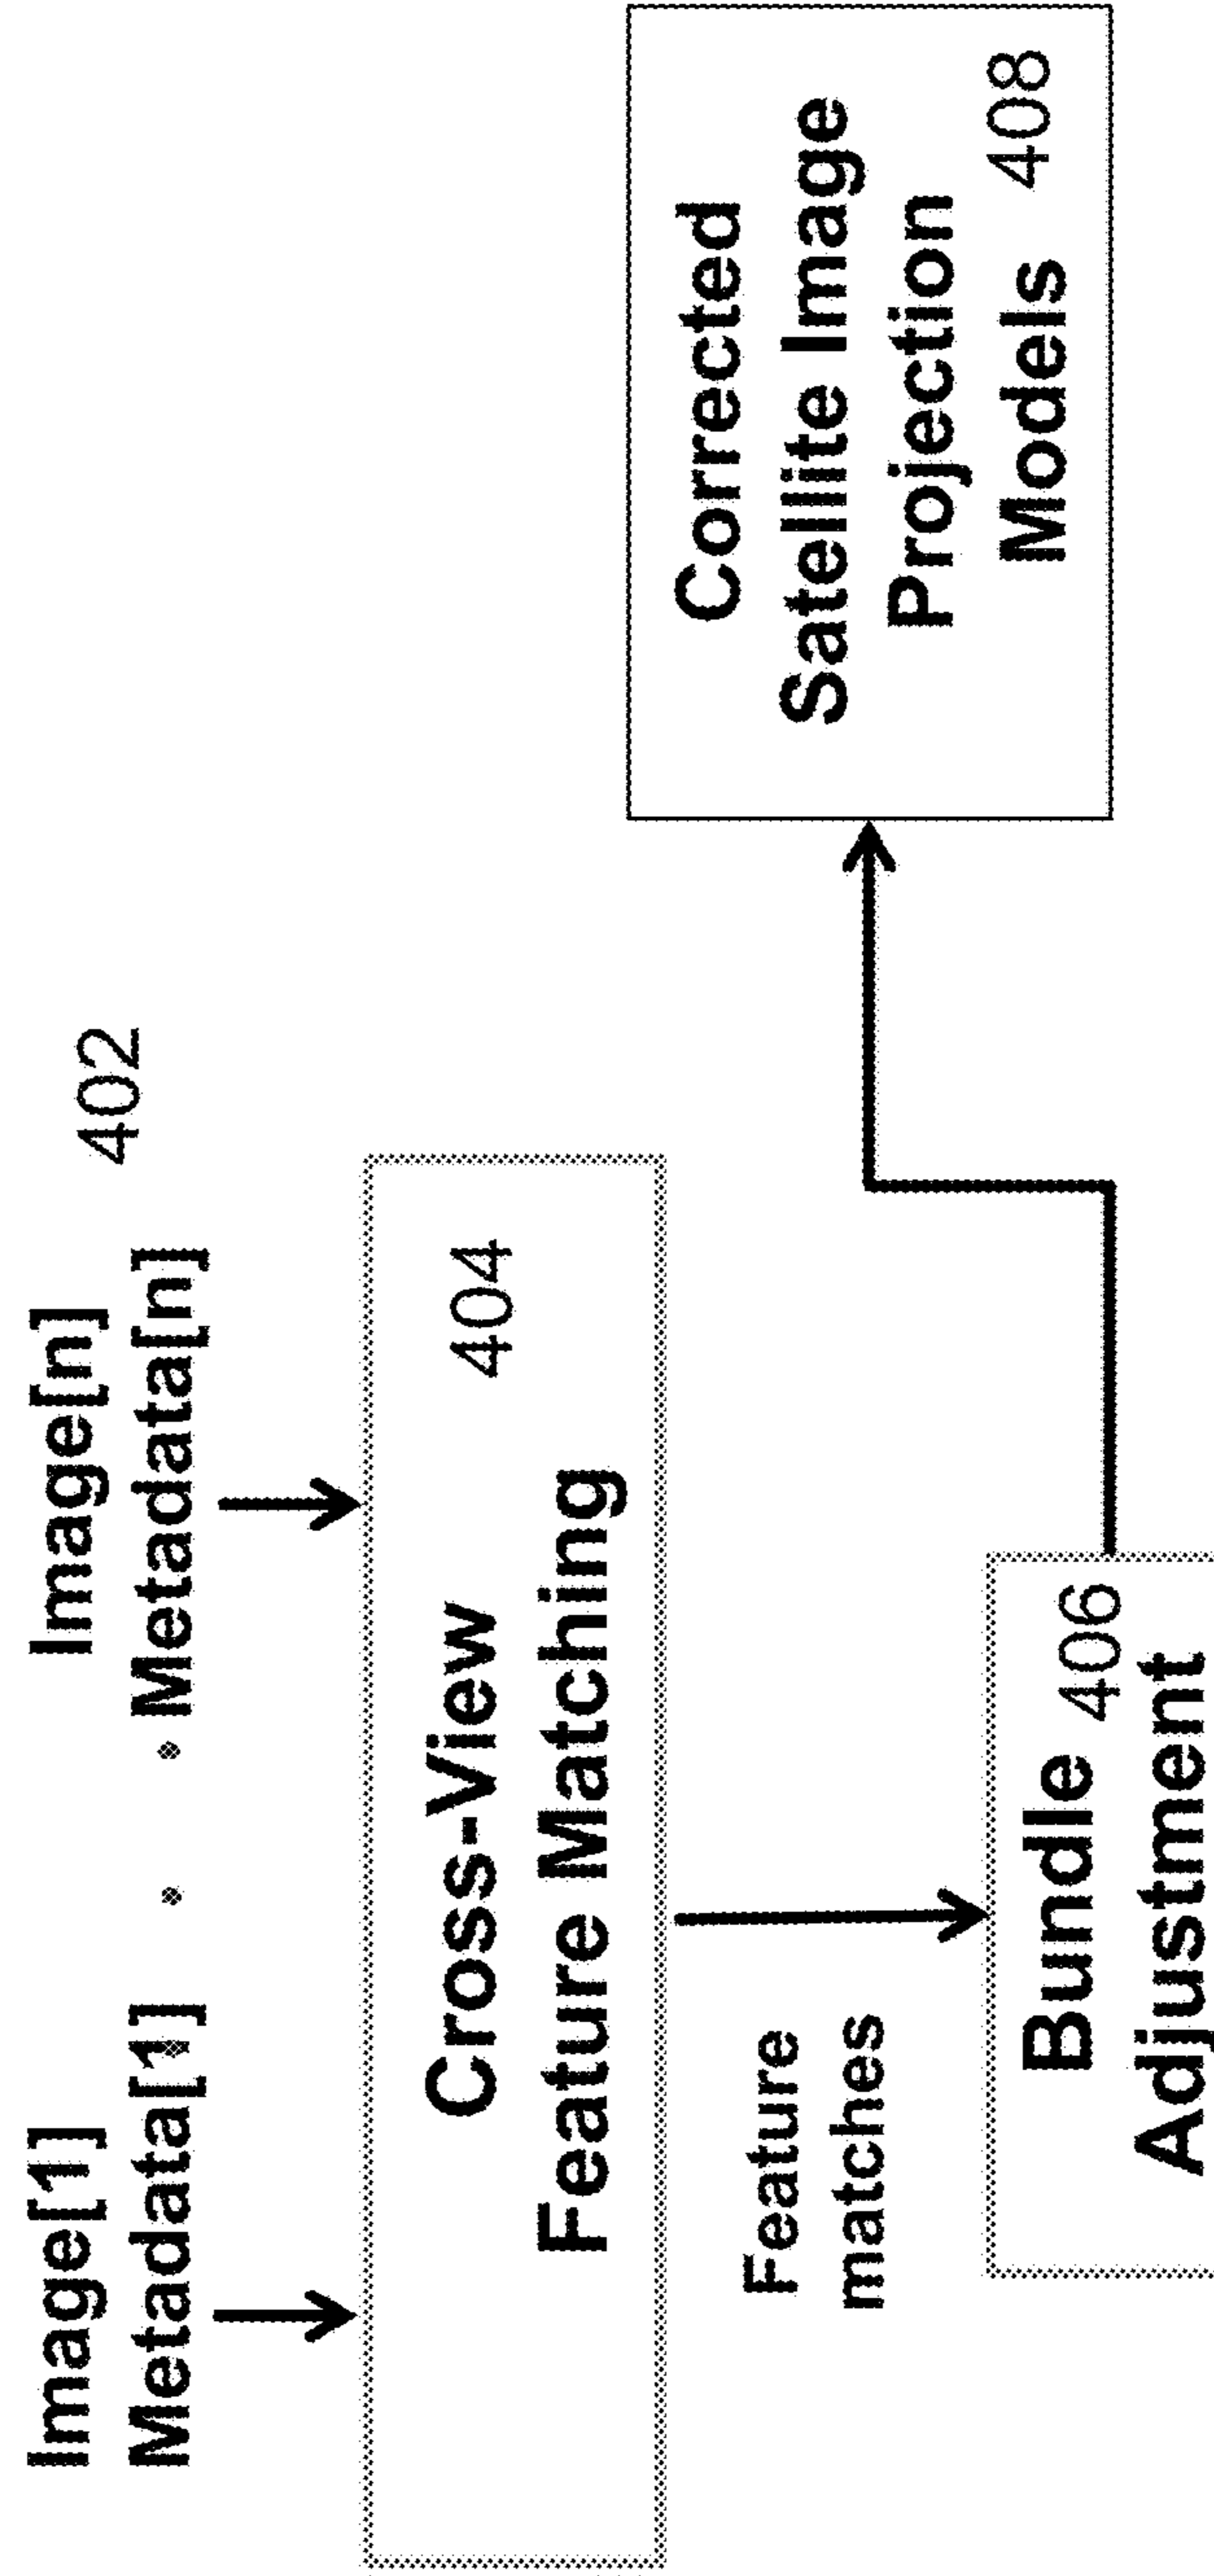 Image[1]
Metadata[1]
Image[n]
Metadata[n]
402
Cross-View
Feature Matching
404
Feature
matches
Bundle
Adjustment
406
Corrected
Satellite Image
Projection
Models
408